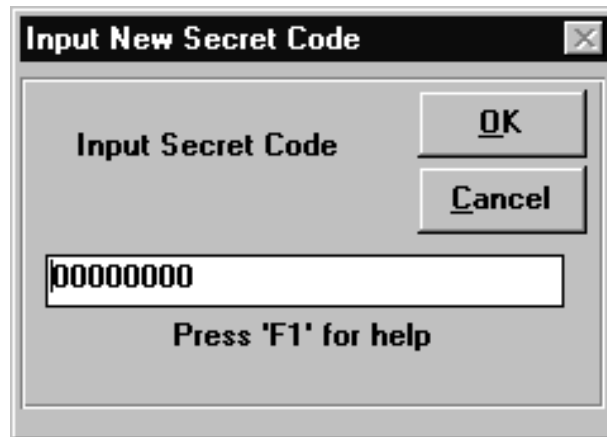 Input New Secret Code
Input Secret Code
OK
Cancel
00000000
Press 'F1' for help